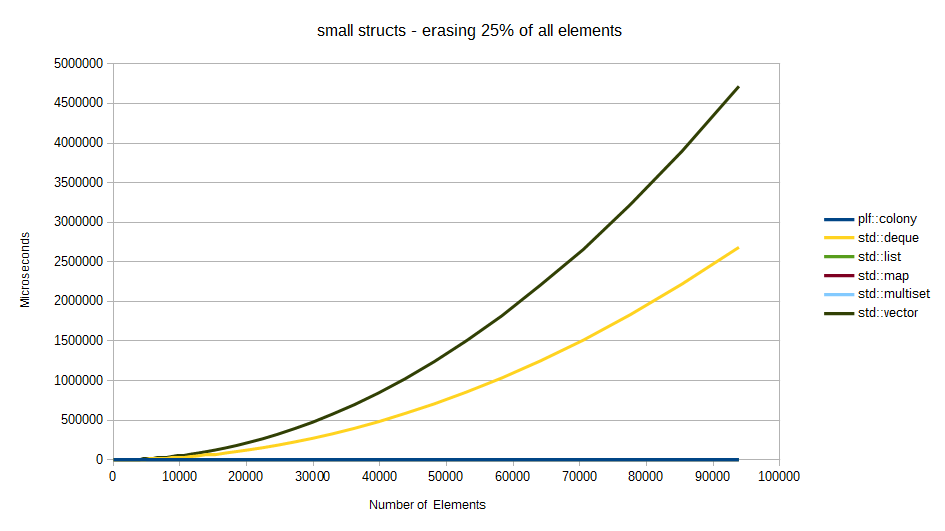 small structs - erasing 25% of all elements
5000000
4500000
4000000
3500000
3000000
2500000
2000000
1500000
1000000
500000
0
Microseconds
0 10000 20000 30000 40000 50000 60000 70000 80000 90000 100000
Number of Elements
plf::colony
std::deque
std::list
std::map
std::multiset
std::vector